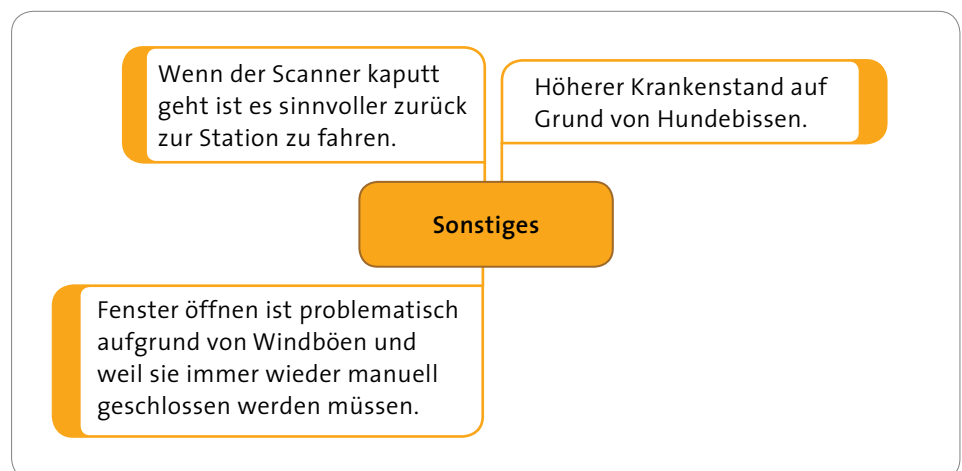 Wenn der Scanner kaputt
geht ist es sinnvoller zurück
zur Station zu fahren.
Höherer Krankenstand auf
Grund von Hundebissen.
Sonstiges
Fenster öffnen ist problematisch
aufgrund von Windböen und
weil sie immer wieder manuell
geschlossen werden müssen.